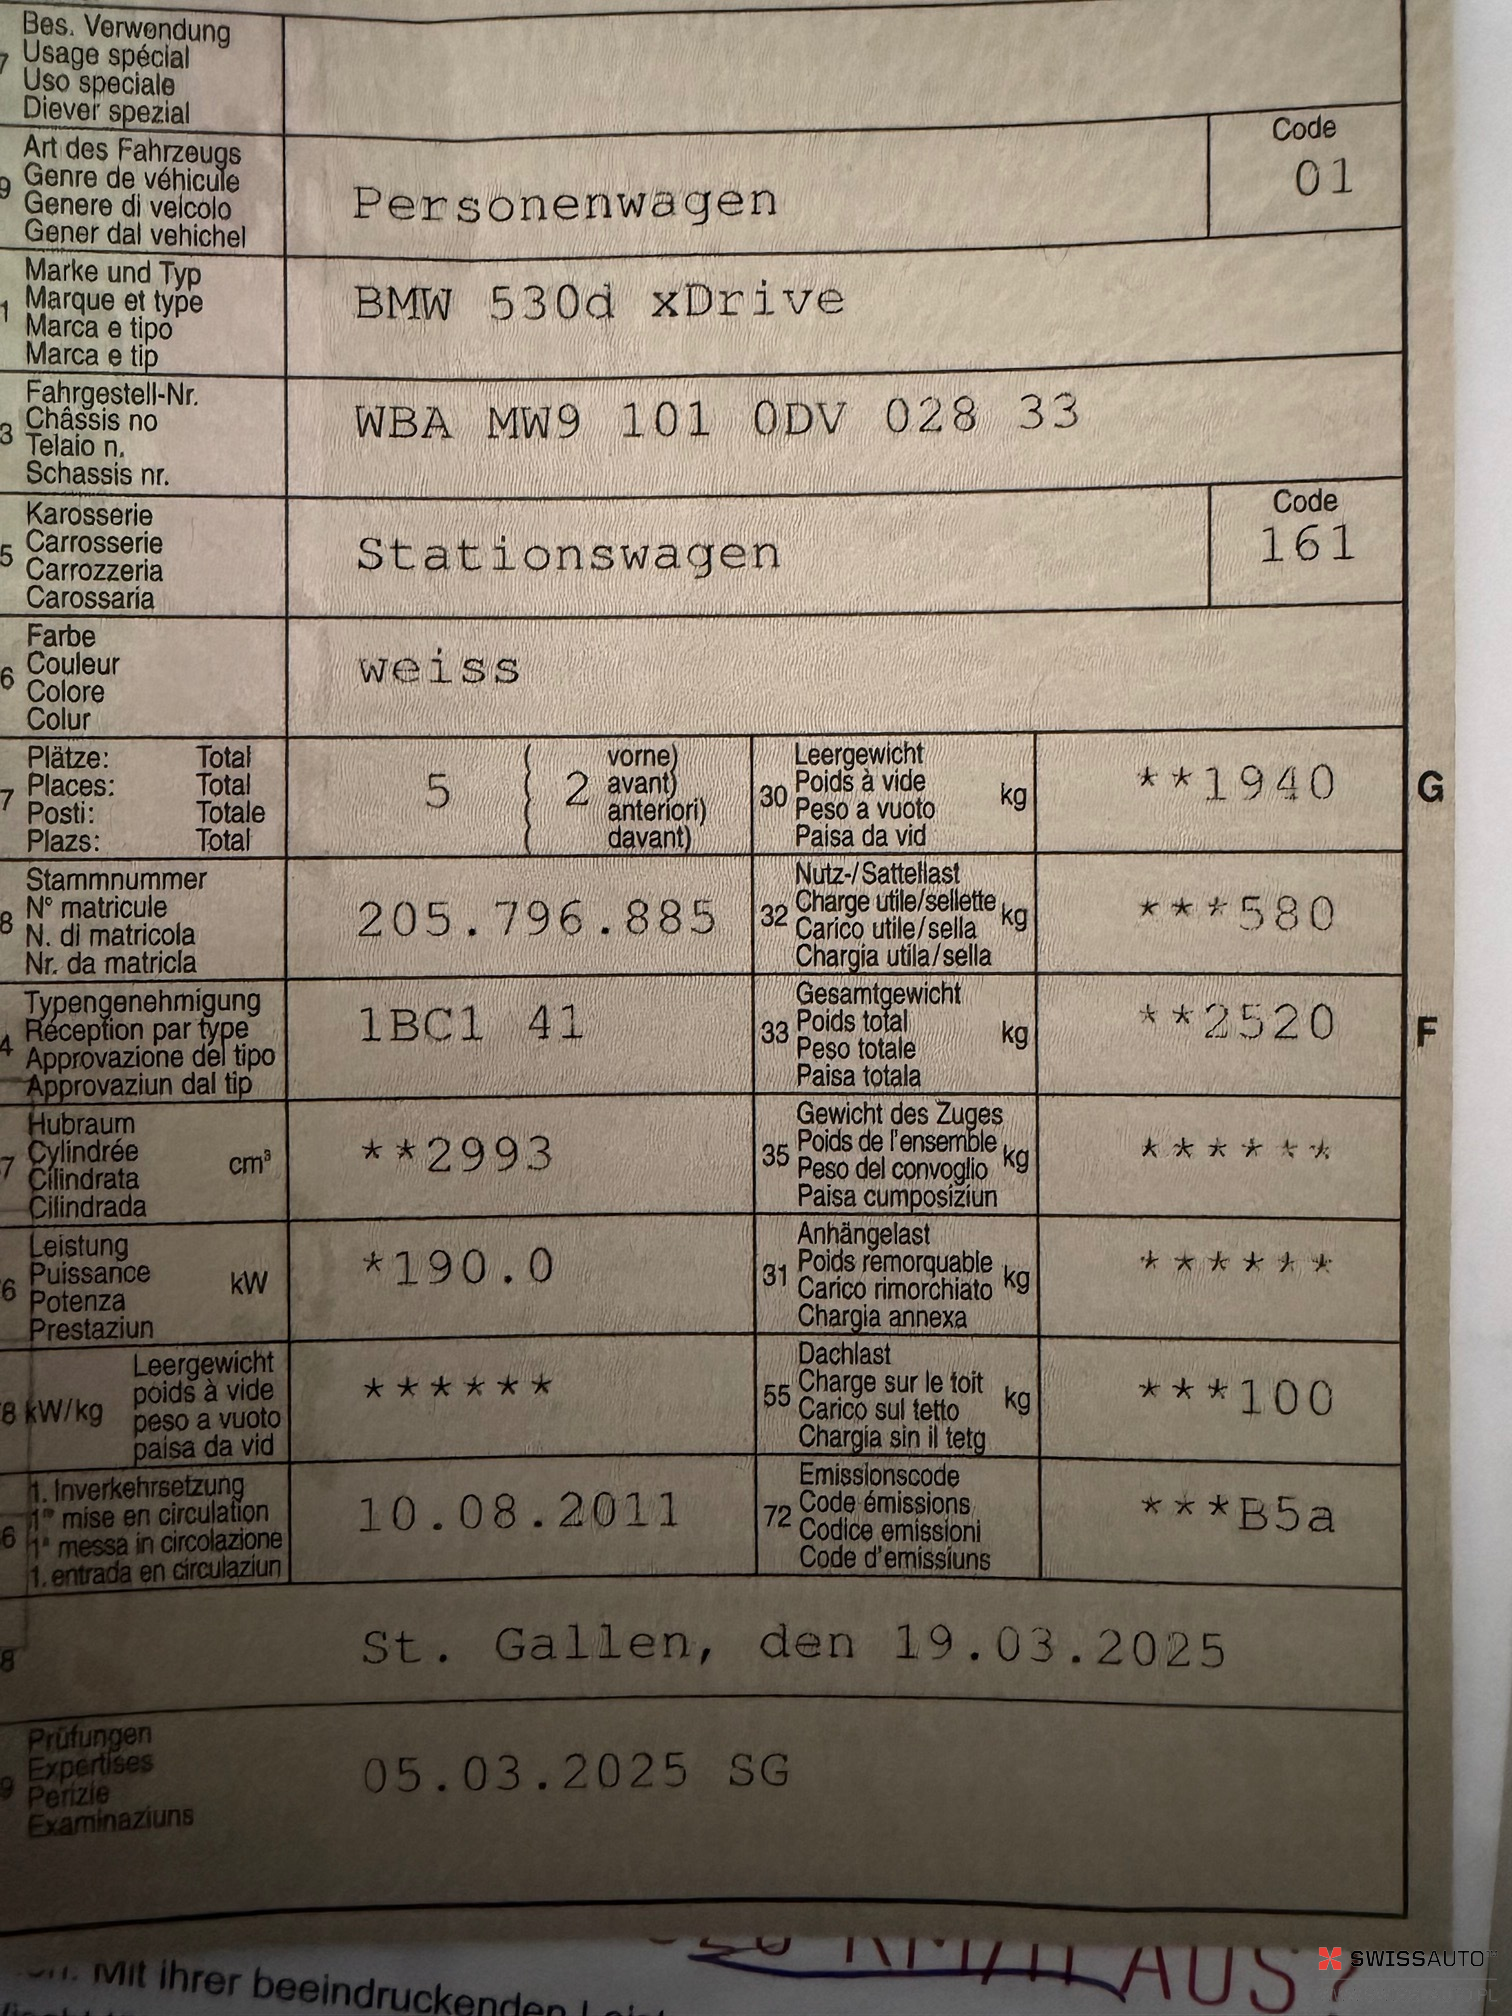 Bes. Verwendung
Usage spécial
Uso speciale
Diever spezial
Art des Fahrzeugs
Genre de véhicule
Genere di veicolo
Gener dal vehichel
Personenwagen
Code
01
Marke und Typ
Marque et type
Marca e tipo
Marca e tip
BMW 530d xDrive
Fahrgestell-Nr.
Châssis no
Telaio n.
Schassis nr.
WBA MW9 101 0DV 028 33
Karosserie
Carrosserie
Carrozzeria
Carossaria
Stationswagen
Code
161
Farbe
Couleur
Colore
Colur
weiss
Plätze: Total
Places: Total
Posti: Totale
Plazs: Total
5 ( 2 vorne)
avant)
anteriori)
davant)
30 Leergewicht
Poids à vide
Peso a vuoto
Paisa da vid
kg
**1940
G
Stammnummer
N° matricule
N. di matricola
Nr. da matricla
205.796.885
32 Nutz-/Sattellast
Charge utile/sellette
Carico utile/sella
Chargia utila/sella
kg
***580
Typengenehmigung
Réception par type
Approvazione del tipo
Approvaziun dal tip
1BC1 41
33 Gesamtgewicht
Poids total
Peso totale
Paisa totala
kg
**2520
F
Hubraum
Cylindrée
Cilindrata
Cilindrada
cm³
**2993
35 Gewicht des Zuges
Poids de l'ensemble
Peso del convoglio
Paisa cumposiziun
kg
******
Leistung
Puissance
Potenza
Prestaziun
kW
*190.0
31 Anhängelast
Poids remorquable
Carico rimorchiato
Chargia annexa
kg
******
kW/kg
Leergewicht
poids à vide
peso a vuoto
paisa da vid
******
55 Dachlast
Charge sur le toit
Carico sul tetto
Chargia sin il tetg
kg
***100
1. Inverkehrsetzung
1re mise en circulation
1a messa in circolazione
1. entrada en circulaziun
10.08.2011
72 Emissionscode
Code émissions
Codice emissioni
Code d'emissiuns
***B5a
St. Gallen, den 19.03.2025
Prüfungen
Expertises
Perizie
Examinaziuns
05.03.2025 SG
KM/H AUS?
SWISSAUTO
Mit ihrer beeindruckenden